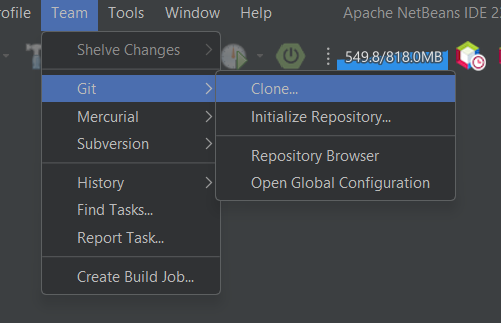 rofile Team Tools Window Help Apache NetBeans IDE 2
549.8/818.0MB
Shelve Changes
Git
Mercurial
Subversion
History
Find Tasks...
Report Task...
Create Build Job...
Clone...
Initialize Repository...
Repository Browser
Open Global Configuration